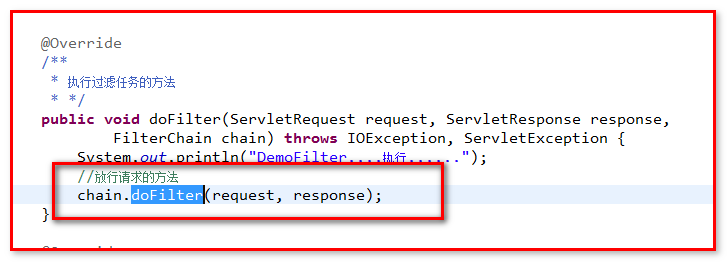 @Override
/**
* 执行过滤任务的方法
* */
public void doFilter(ServletRequest request, ServletResponse response,
FilterChain chain) throws IOException, ServletException {
System.out.println("DemoFilter....执行......");
//放行请求的方法
chain.doFilter(request, response);
}